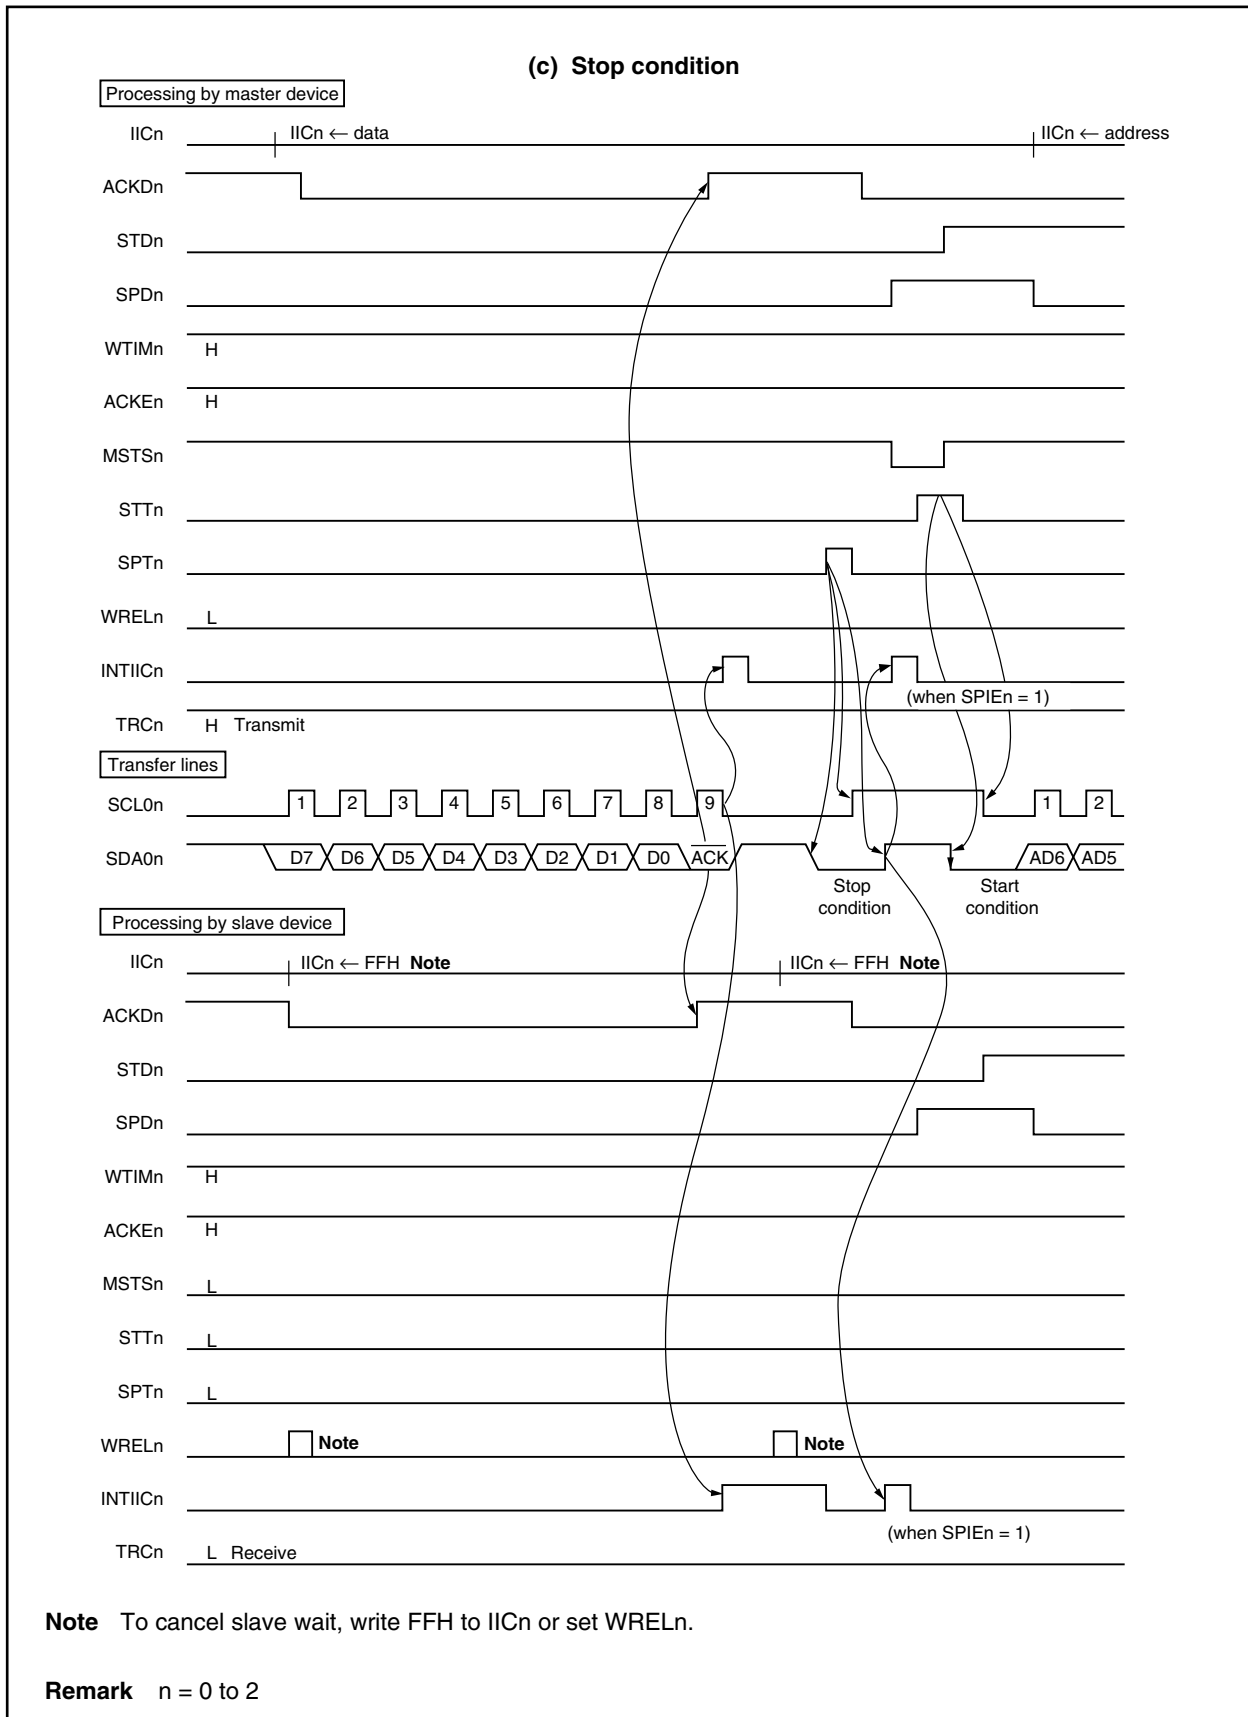 (c) Stop condition
Processing by master device
IICn IICn ← data IICn ← address
ACKDn
STDn
SPDn
WTIMn H
ACKEn H
MSTSn
STTn
SPTn
WRELn L
INTIICn
(when SPIEn = 1)
TRCn H Transmit
Transfer lines
SCL0n 1 2 3 4 5 6 7 8 9 1 2
SDA0n D7 D6 D5 D4 D3 D2 D1 D0 ACK AD6 AD5
Stop Start
condition condition
Processing by slave device
IICn IICn ← FFH Note IICn ← FFH Note
ACKDn
STDn
SPDn
WTIMn H
ACKEn H
MSTSn L
STTn L
SPTn L
WRELn Note Note
INTIICn
(when SPIEn = 1)
TRCn L Receive
Note To cancel slave wait, write FFH to IICn or set WRELn.
Remark n = 0 to 2